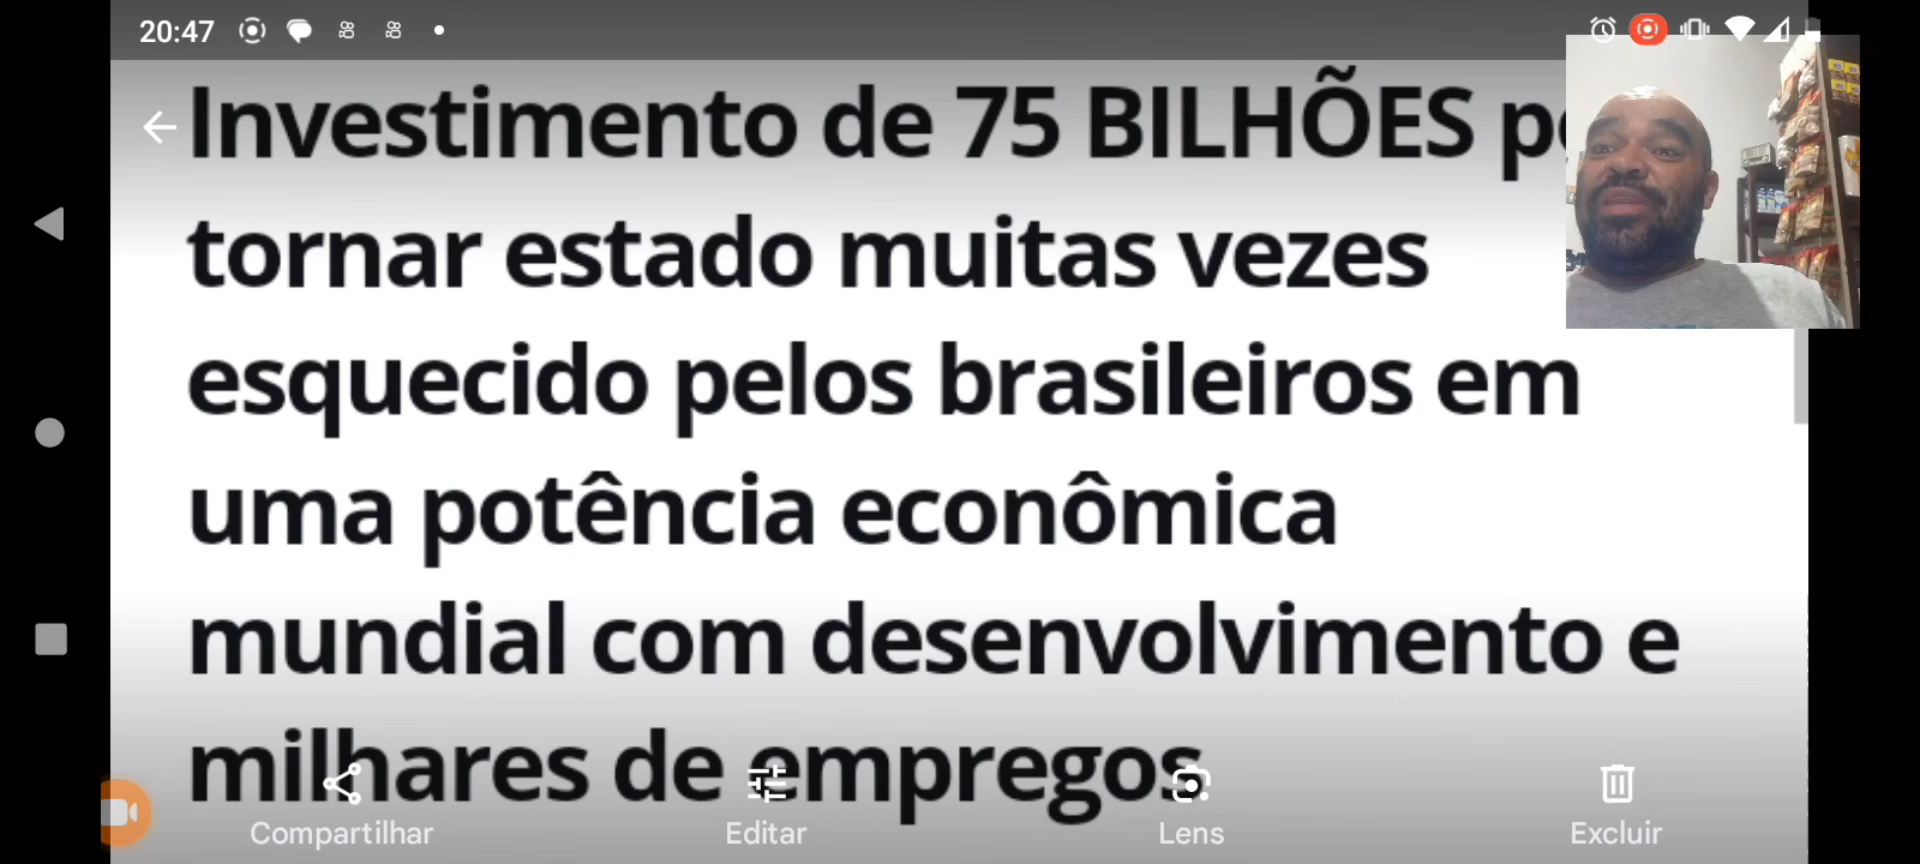 20:47
Investimento de 75 BILHÕES
tornar estado muitas vezes
esquecido pelos brasileiros em
uma potência econômica
mundial com desenvolvimento e
milhares de empregos
Compartilhar Editar Lens Excluir